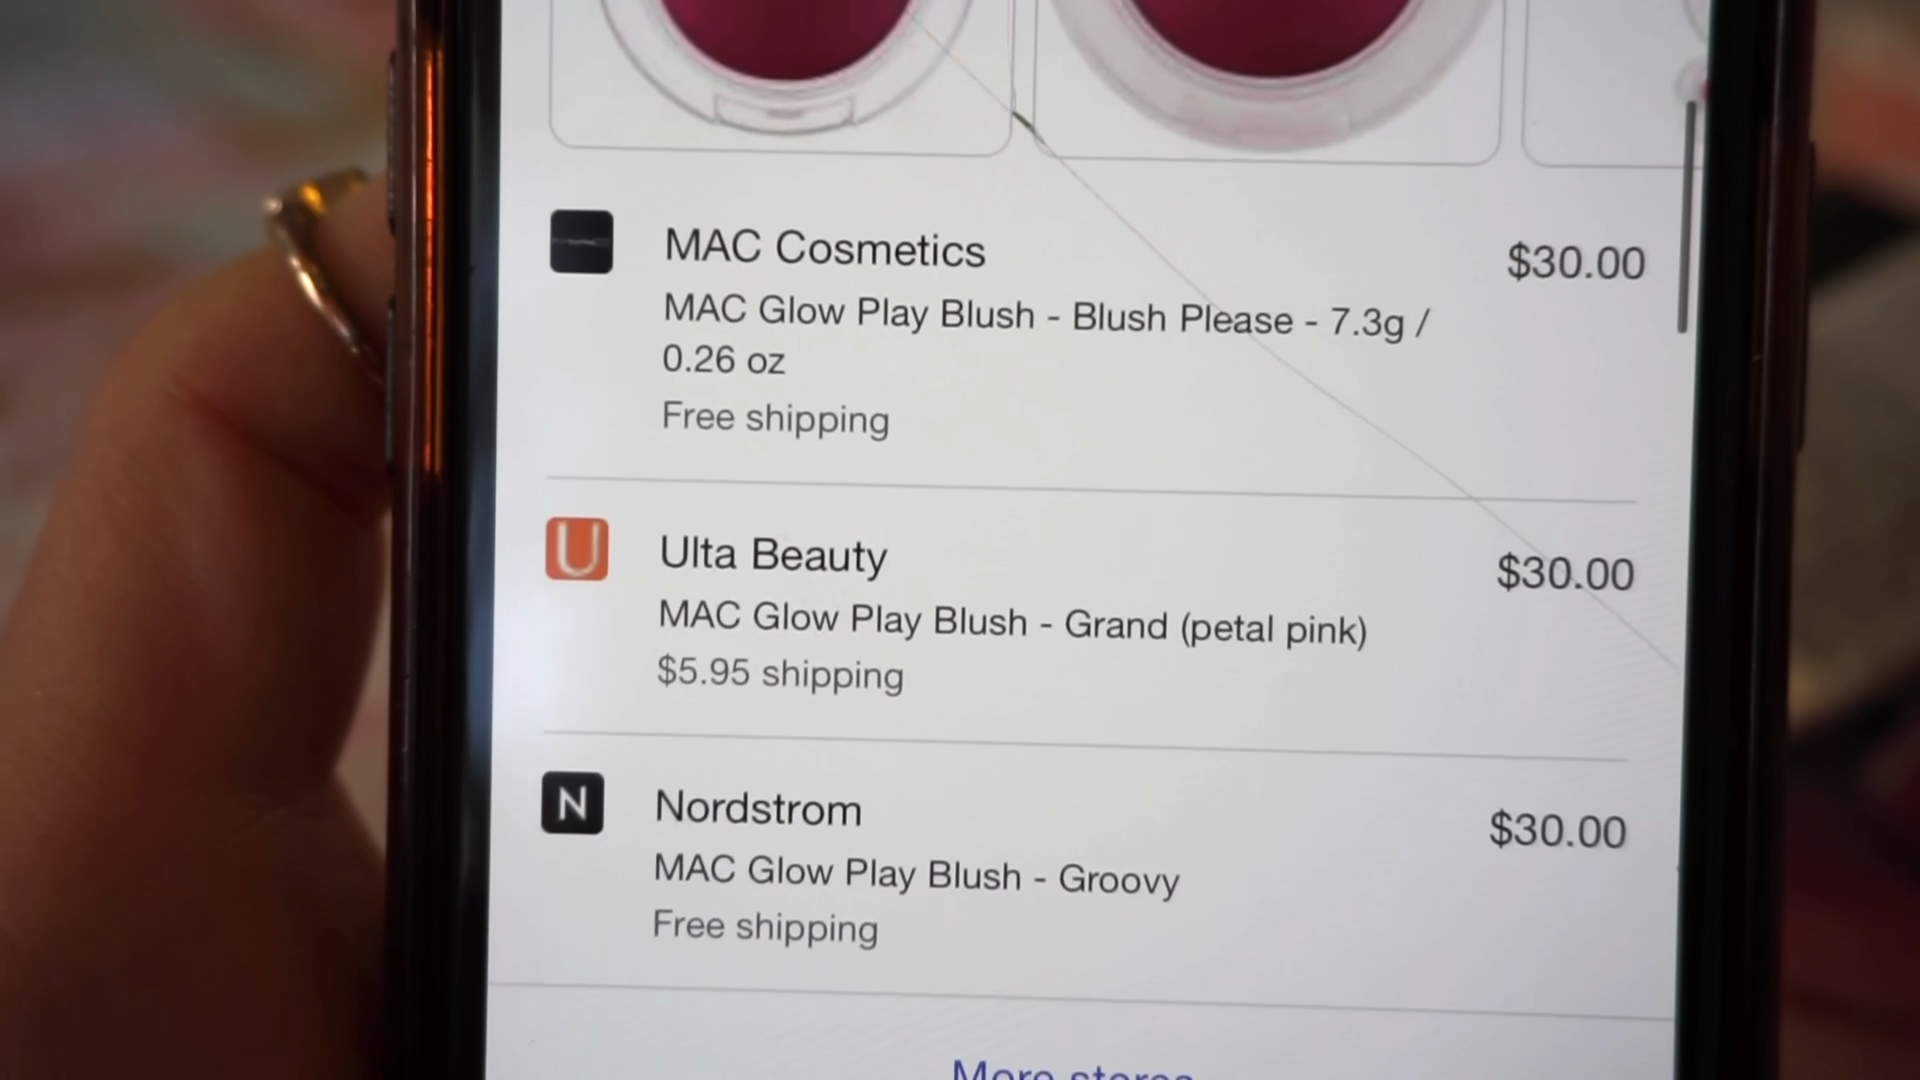 MAC Cosmetics
$30.00
MAC Glow Play Blush - Blush Please - 7.3g /
0.26 oz
Free shipping
U
Ulta Beauty
$30.00
MAC Glow Play Blush - Grand (petal pink)
$5.95 shipping
N
Nordstrom
$30.00
MAC Glow Play Blush - Groovy
Free shipping
More stores